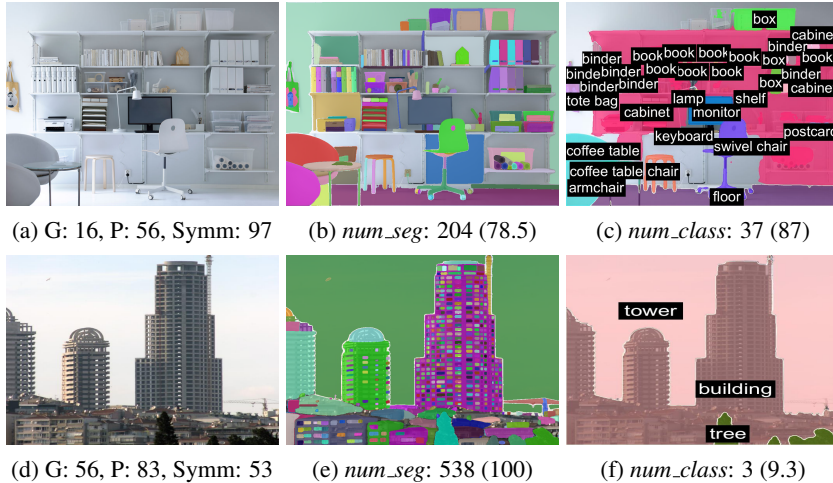 box
cabine
binder
book
book
book
binder
book
binde
binder
book
book
book
box
binder
binder
binder
box
cabine
tote bag
lamp
shelf
cabinet
monitor
keyboard
postcard
coffee table
swivel chair
coffee table
chair
armchair
floor
(a) G: 16, P: 56, Symm: 97
(b) num_seg: 204 (78.5)
(c) num_class: 37 (87)
tower
building
tree
(d) G: 56, P: 83, Symm: 53
(e) num_seg: 538 (100)
(f) num_class: 3 (9.3)